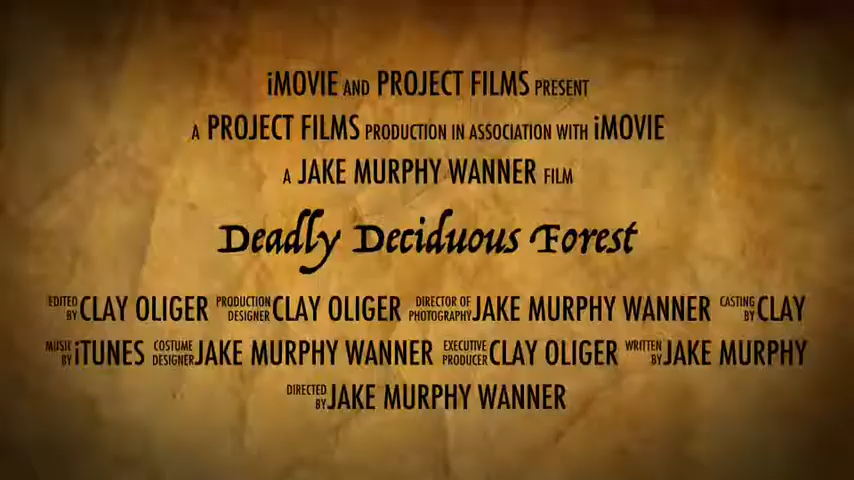 iMOVIE AND PROJECT FILMS PRESENT
A PROJECT FILMS PRODUCTION IN ASSOCIATION WITH iMOVIE
A JAKE MURPHY WANNER FILM
Deadly Deciduous Forest
EDITED BY CLAY OLIGER PRODUCTION DESIGNER CLAY OLIGER DIRECTOR OF PHOTOGRAPHY JAKE MURPHY WANNER CASTING BY CLAY
MUSIC BY iTUNES COSTUME DESIGNER JAKE MURPHY WANNER EXECUTIVE PRODUCER CLAY OLIGER WRITTEN BY JAKE MURPHY
DIRECTED BY JAKE MURPHY WANNER